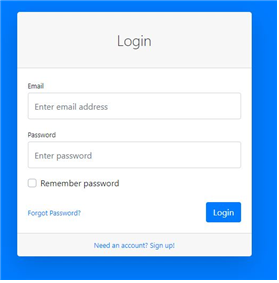 Login
Email
Enter email address
Password
Enter password
Remember password
Forgot Password? Login
Need an account? Sign up!